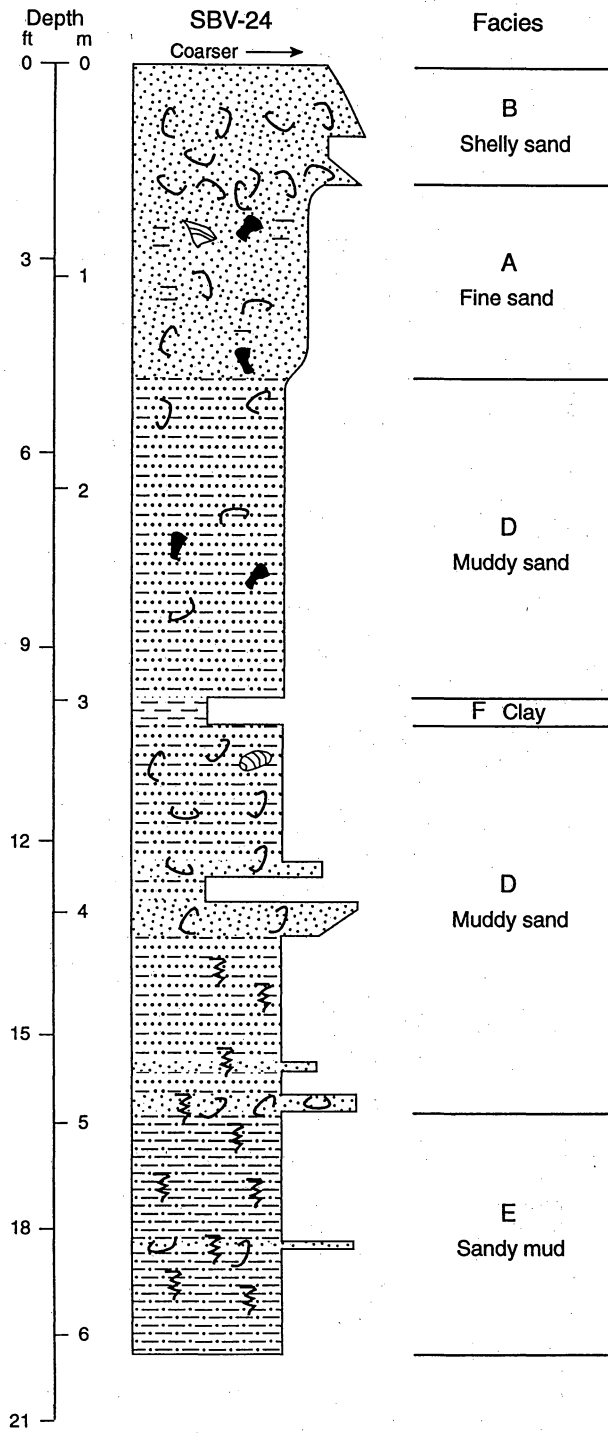 Depth
SBV-24
Facies
ft m
Coarser
0 0
B
Shelly sand
3
1
A
Fine sand
6
2
D
Muddy sand
9
3
F Clay
12
4
D
Muddy sand
15
5
E
Sandy mud
18
6
21